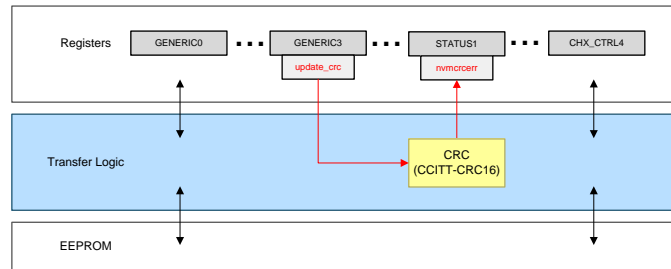 Registers
GENERIC0
GENERIC3
STATUS1
CHX_CTRL4
update_crc
nvmcrcerr
Transfer Logic
CRC
(CCITT-CRC16)
EEPROM